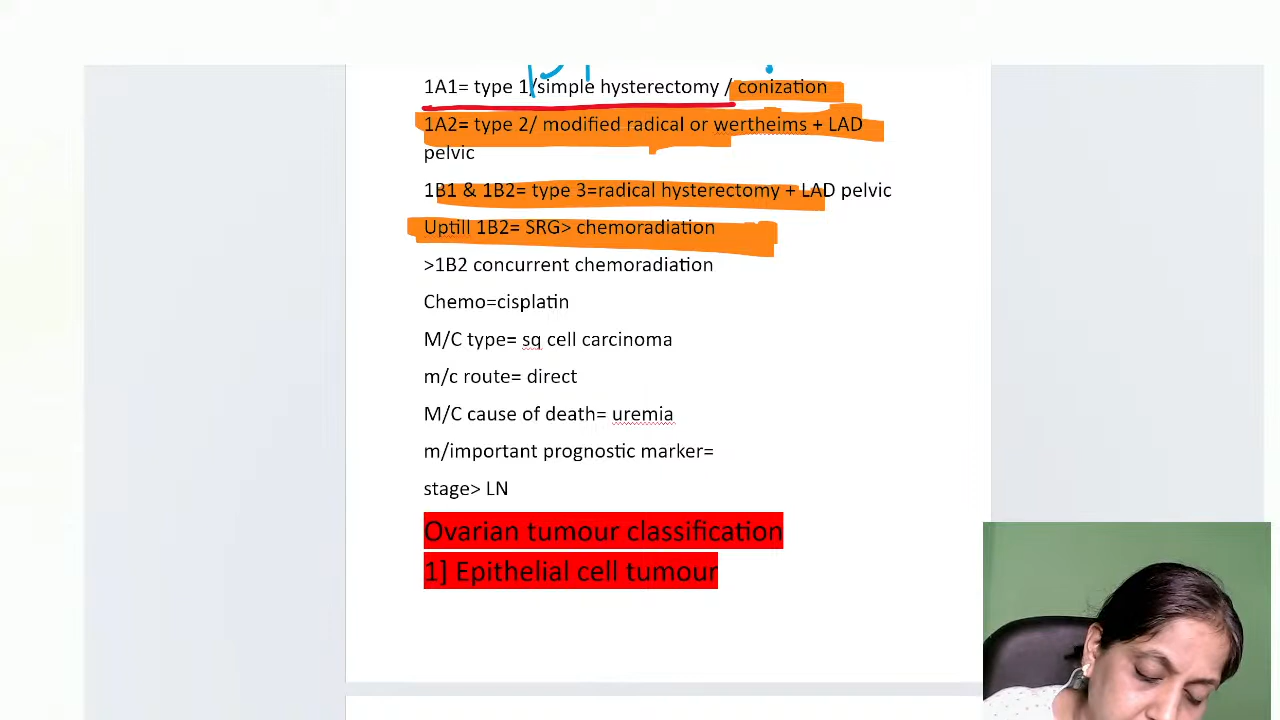 1A1= type 1/simple hysterectomy / conization
1A2= type 2/ modified radical or wertheims + LAD
pelvic
1B1 & 1B2= type 3=radical hysterectomy + LAD pelvic
Uptill 1B2= SRG> chemoradiation
>1B2 concurrent chemoradiation
Chemo=cisplatin
M/C type= sq cell carcinoma
m/c route= direct
M/C cause of death= uremia
m/important prognostic marker=
stage> LN
Ovarian tumour classification
1] Epithelial cell tumour